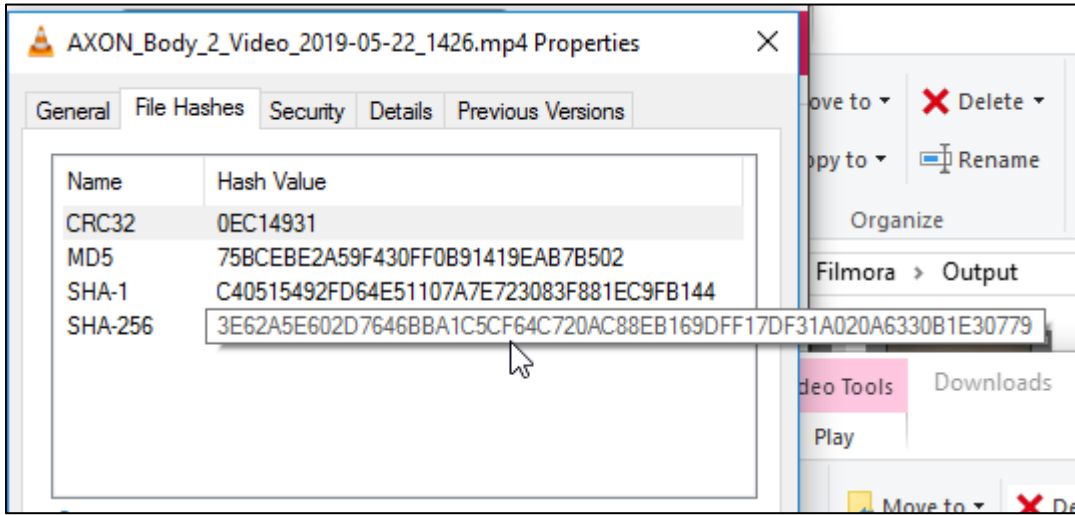 AXON_Body_2_Video_2019-05-22_1426.mp4 Properties
General File Hashes Security Details Previous Versions
Name Hash Value
CRC32 0EC14931
MD5 75BCEBE2A59F430FF0B91419EAB7B502
SHA-1 C40515492FD64E51107A7E723083F881EC9FB144
SHA-256 3E62A5E602D7646BBA1C5CF64C720AC88EB169DFF17DF31A020A6330B1E30779
ove to Delete
opy to Rename
Organize
Filmora > Output
deo Tools Downloads
Play
Move to De